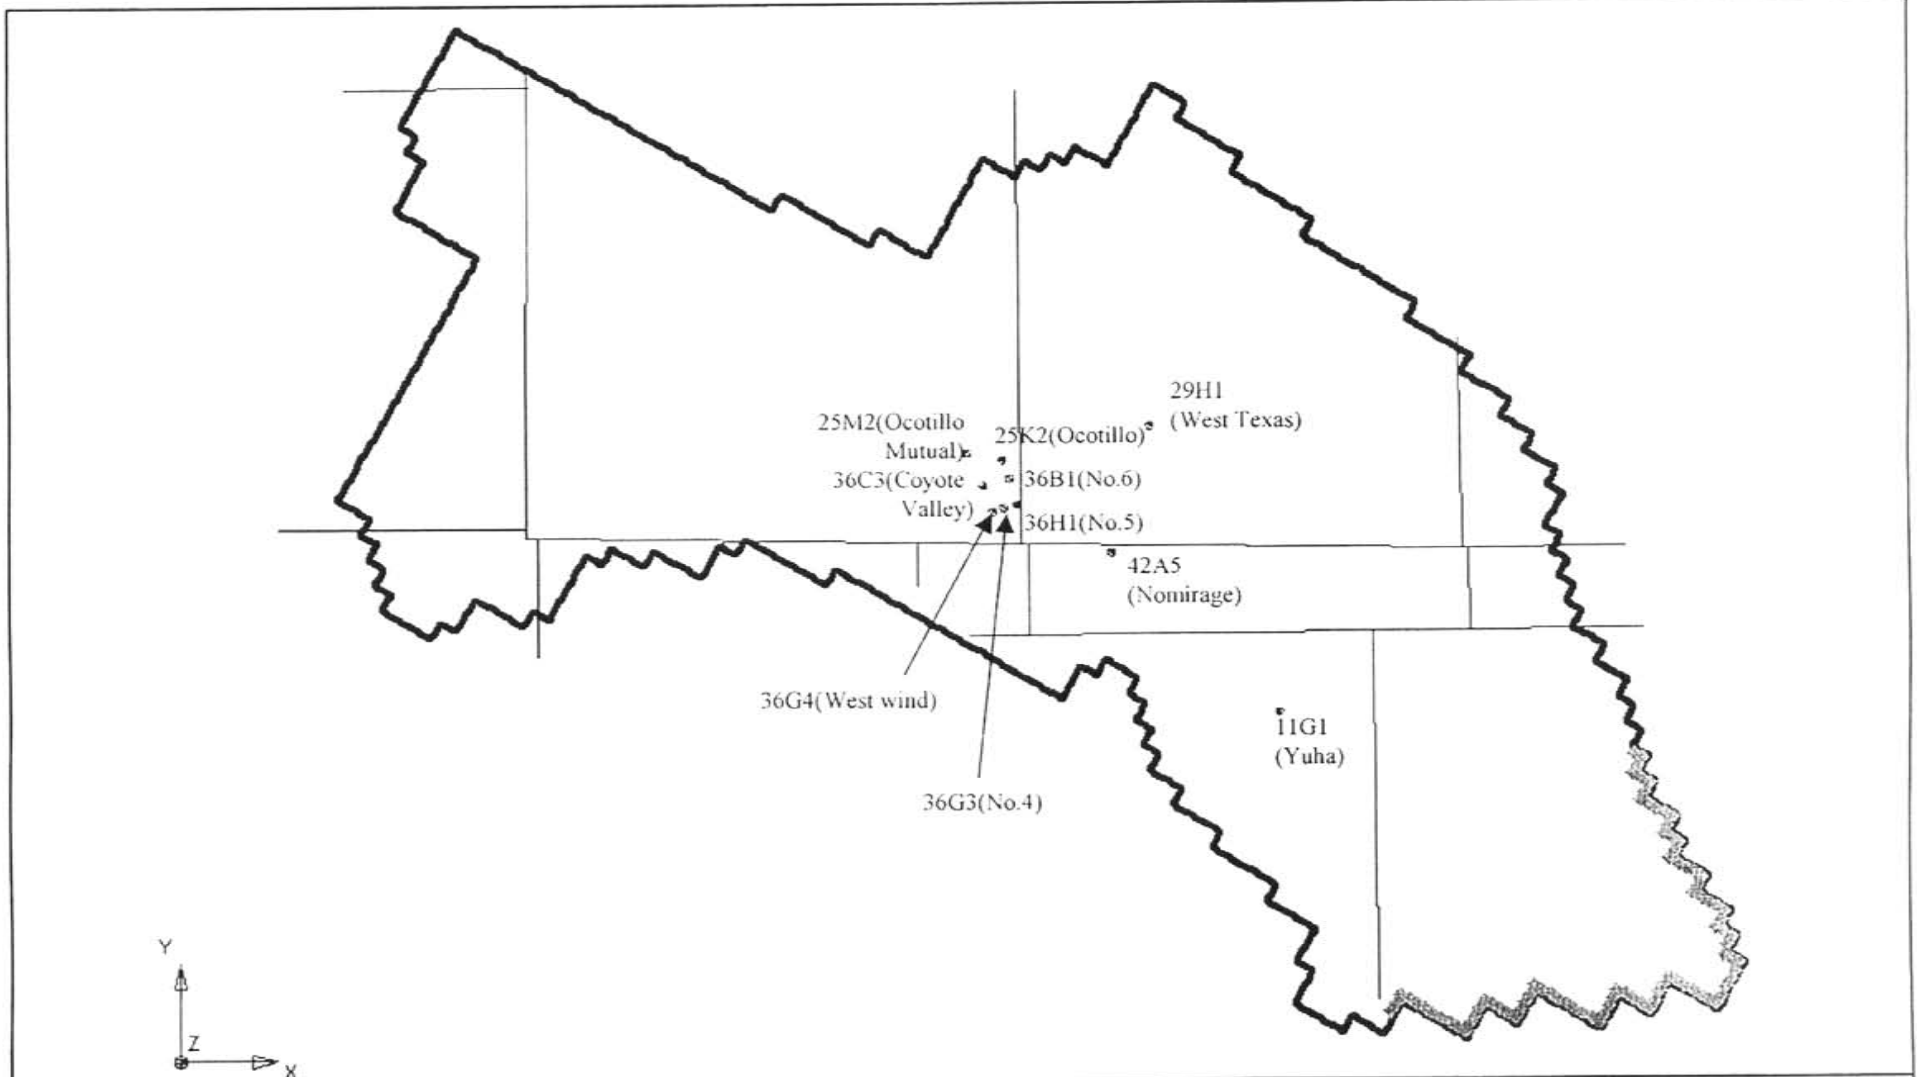 29H1
(West Texas)
25M2(Ocotillo
Mutual)
25K2(Ocotillo)
36C3(Coyote
Valley)
36B1(No.6)
36H1(No.5)
42A5
(Nomirage)
36G4(West wind)
11G1
(Yuha)
36G3(No.4)
Y
Z
X